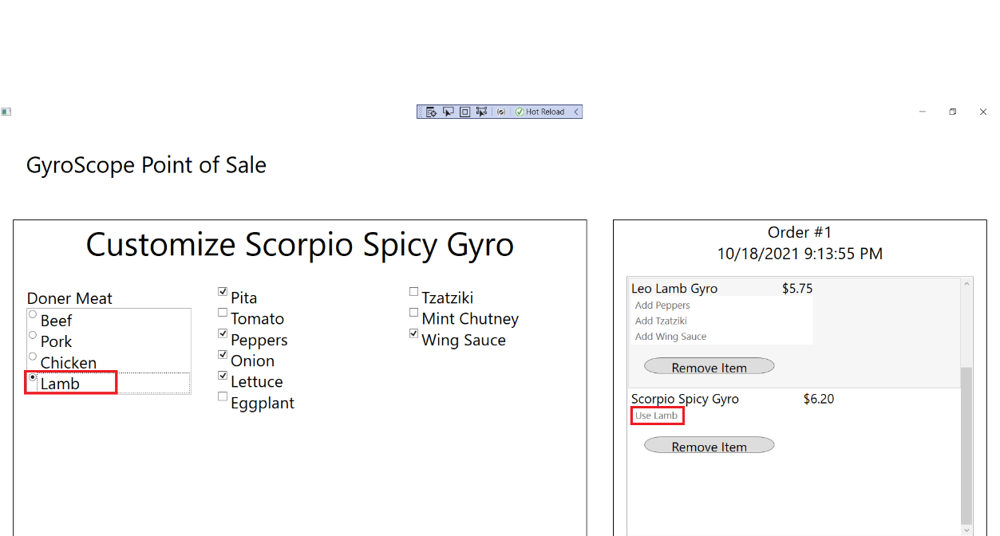 Hot Reload
GyroScope Point of Sale
Customize Scorpio Spicy Gyro
Doner Meat
Beef
Pork
Chicken
Lamb
Pita
Tomato
Peppers
Onion
Lettuce
Eggplant
Tzatziki
Mint Chutney
Wing Sauce
Order #1
10/18/2021 9:13:55 PM
Leo Lamb Gyro $5.75
Add Peppers
Add Tzatziki
Add Wing Sauce
Remove Item
Scorpio Spicy Gyro $6.20
Use Lamb
Remove Item